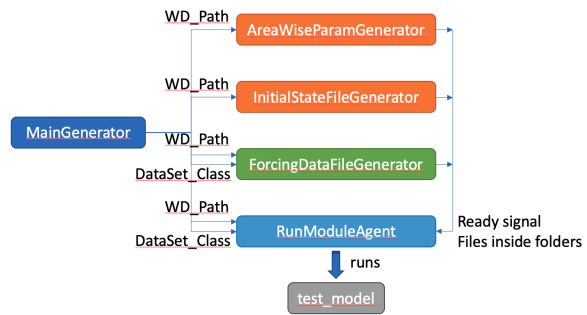 WD_Path
AreaWiseParamGenerator
WD_Path
InitialStateFileGenerator
MainGenerator
WD_Path
ForcingDataFileGenerator
DataSet_Class
WD_Path
RunModuleAgent
DataSet_Class
Ready signal
Files inside folders
runs
test_model